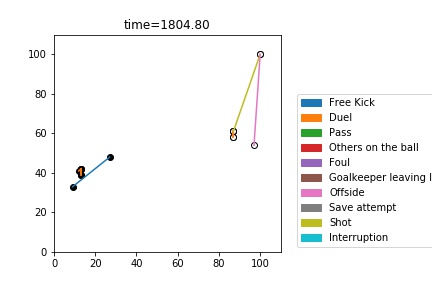 time=1804.80
100
80
60
40
20
0
0
20
40
60
80
100
Free Kick
Duel
Pass
Others on the ball
Foul
Goalkeeper leaving l
Offside
Save attempt
Shot
Interruption